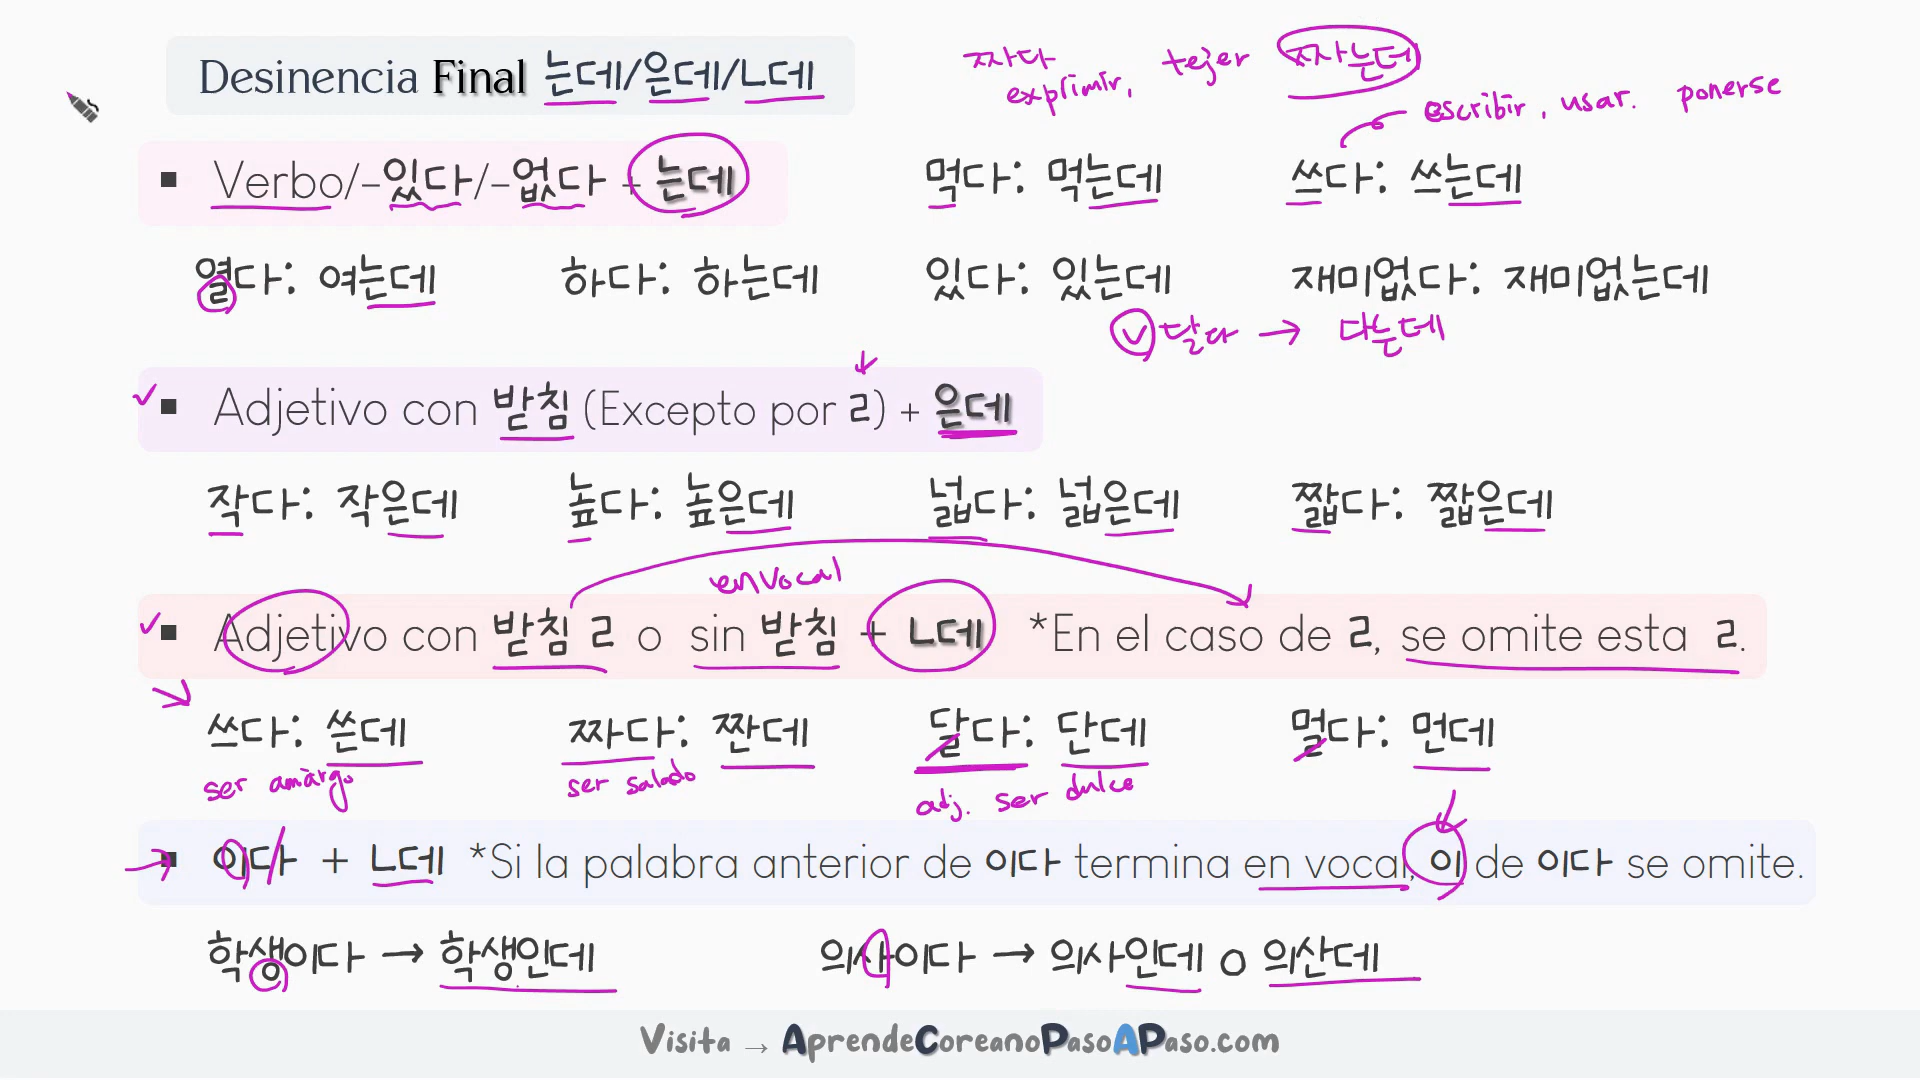 Desinencia Final 는데/은데/ㄴ데
짜다 tejer 짜는데
exprimir,
escribir, usar. ponerse
▪ Verbo/-있다/-없다 + 는데
먹다: 먹는데 쓰다: 쓰는데
열다: 여는데 하다: 하는데 있다: 있는데 재미없다: 재미없는데
ⓥ 달다 → 다는데
▪ Adjetivo con 받침 (Excepto por ㄹ) + 은데
작다: 작은데 높다: 높은데 넓다: 넓은데 짧다: 짧은데
en vocal
▪ Adjetivo con 받침 ㄹ o sin 받침 + ㄴ데 *En el caso de ㄹ, se omite esta ㄹ.
쓰다: 쓴데 짜다: 짠데 달다: 단데 멀다: 먼데
ser amargo ser salado adj. ser dulce
▪ 이다 + ㄴ데 *Si la palabra anterior de 이다 termina en vocal, 이 de 이다 se omite.
학생이다 → 학생인데 의사이다 → 의사인데 o 의산데
Visita → AprendeCoreanoPasoAPaso.com